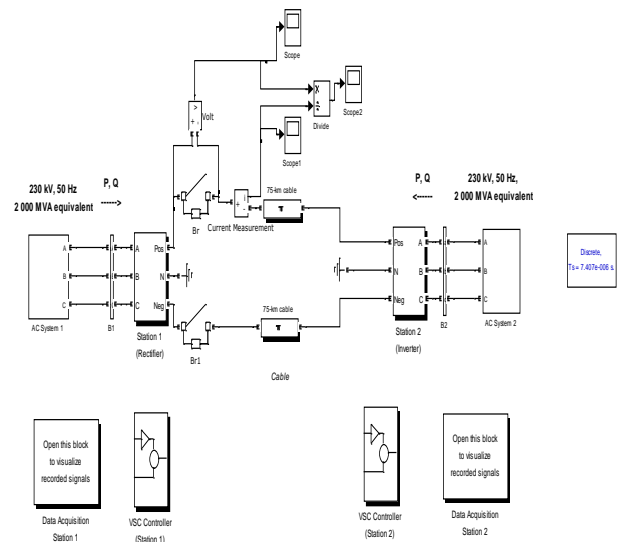 Scope
> 
+ -
Volt
x
÷
Divide
Scope2
Scope1
230 kV, 50 Hz
2 000 MVA equivalent
P, Q
------>
Br
+ -
i
Current Measurement
75-km cable
π
P, Q
<------
230 kV, 50 Hz,
2 000 MVA equivalent
A
B
C
AC System 1
B1
A
B
C
Pos
N
Neg
Station 1
(Rectifier)
Br1
75-km cable
π
Cable
Pos
N
Neg
A
B
C
Station 2
(Inverter)
B2
A
B
C
AC System 2
Discrete,
Ts = 7.407e-006 s.
Open this block
to visualize
recorded signals
Data Acquisition
Station 1
VSC Controller
(Station 1)
VSC Controller
(Station 2)
Open this block
to visualize
recorded signals
Data Acquisition
Station 2